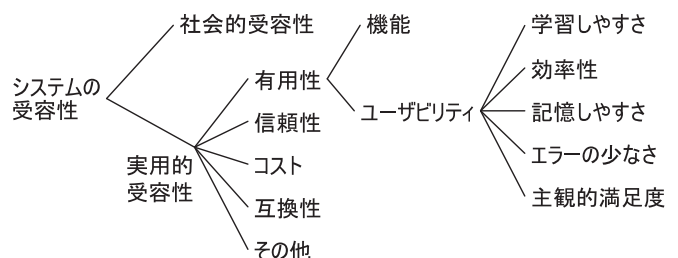 社会的受容性
機能
学習しやすさ
システムの
受容性
有用性
効率性
信頼性
ユーザビリティ
記憶しやすさ
実用的
受容性
コスト
エラーの少なさ
互換性
主観的満足度
その他